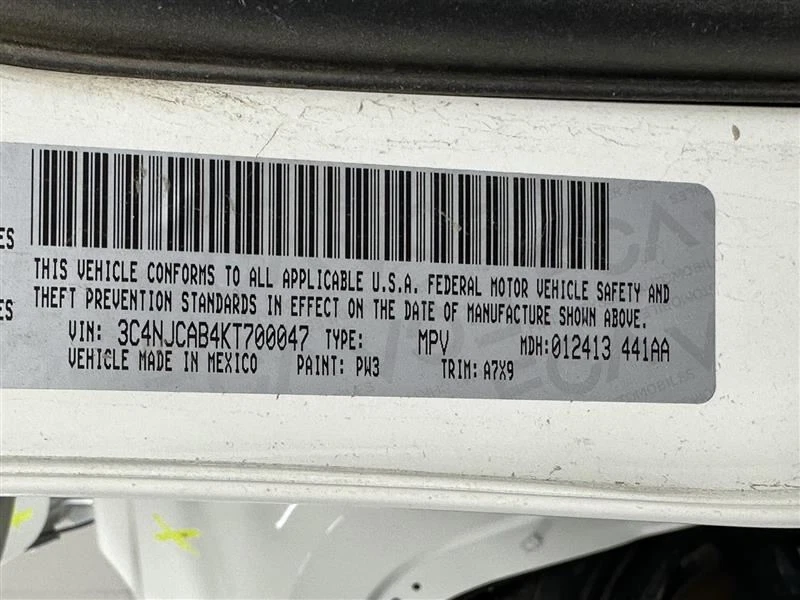 ES
THIS VEHICLE CONFORMS TO ALL APPLICABLE U.S.A. FEDERAL MOTOR VEHICLE SAFETY AND
ES THEFT PREVENTION STANDARDS IN EFFECT ON THE DATE OF MANUFACTURE SHOWN ABOVE.
VIN: 3C4NJCAB4KT700047 TYPE: MPV MDH:012413 441AA
VEHICLE MADE IN MEXICO PAINT: PW3 TRIM: A7X9